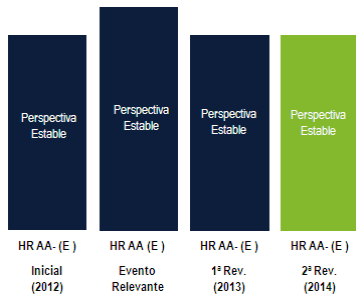 Perspectiva
Estable
Perspectiva
Estable
Perspectiva
Estable
Perspectiva
Estable
HR AA- (E )
HR AA (E )
HR AA- (E )
HR AA- (E )
Inicial
(2012)
Evento
Relevante
1ª Rev.
(2013)
2ª Rev.
(2014)